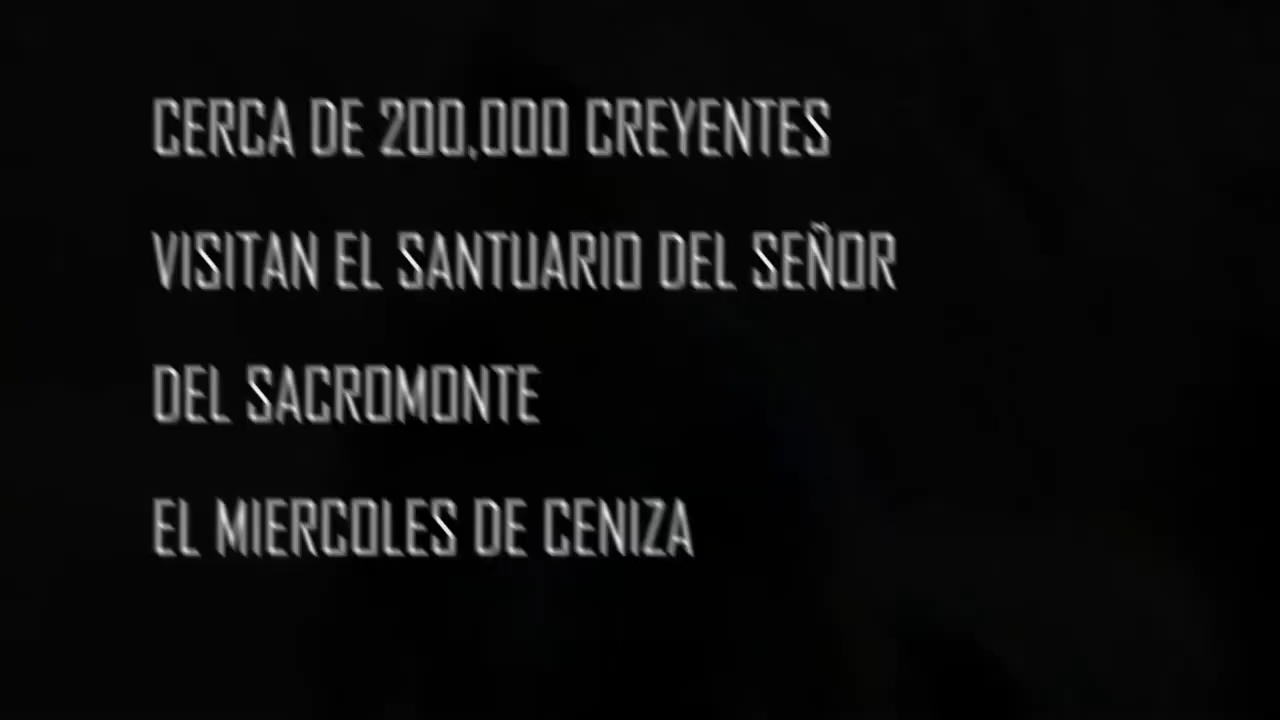 CERCA DE 200,000 CREYENTES
VISITAN EL SANTUARIO DEL SEÑOR
DEL SACROMONTE
EL MIERCOLES DE CENIZA